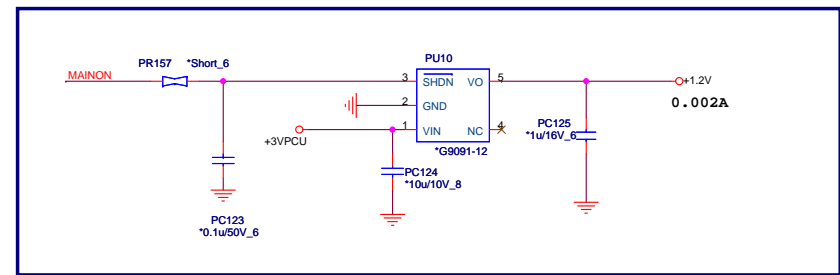 PU10
PR157 *Short_6
MAINON
3 SHDN VO 5
+1.2V
2 GND
0.002A
PC125
1 VIN NC 4
*1u/16V_6
+3VPCU
*G9091-12
PC124
*10u/10V_8
PC123
*0.1u/50V_6